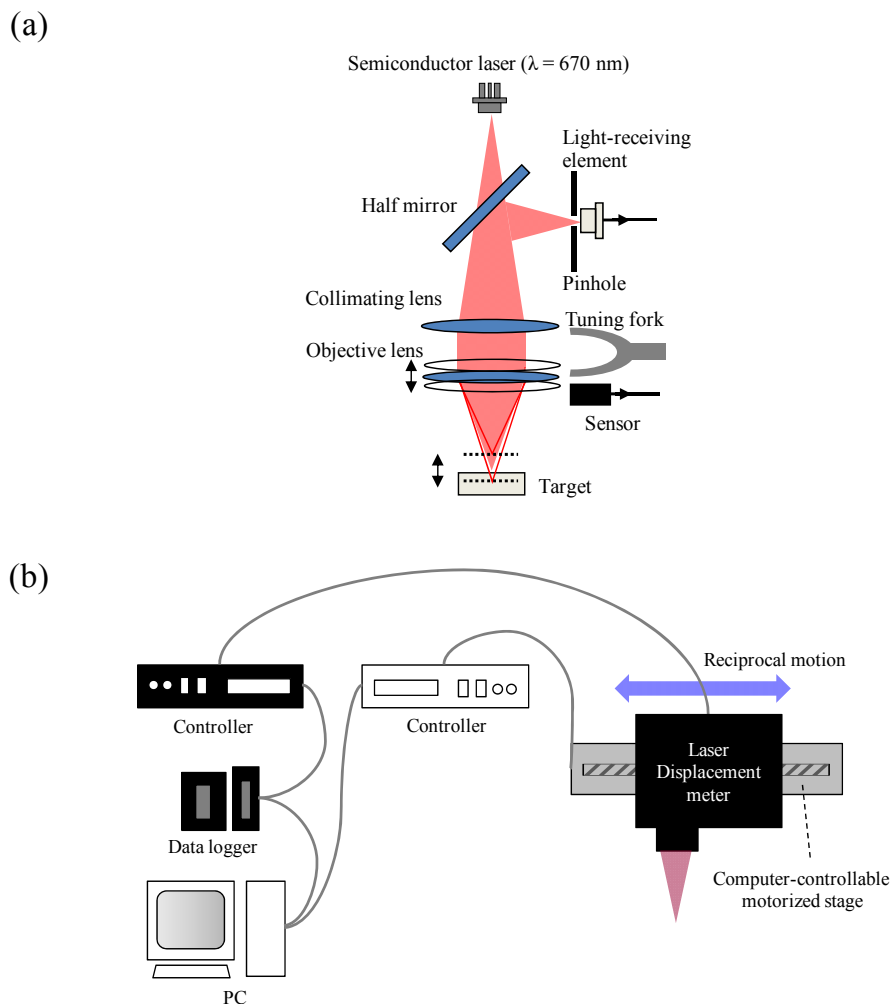 (a)
Semiconductor laser (λ = 670 nm)
Light-receiving
element
Half mirror
Pinhole
Collimating lens
Tuning fork
Objective lens
Sensor
Target
(b)
Reciprocal motion
Controller
Controller
Laser
Displacement
meter
Data logger
Computer-controllable
motorized stage
PC